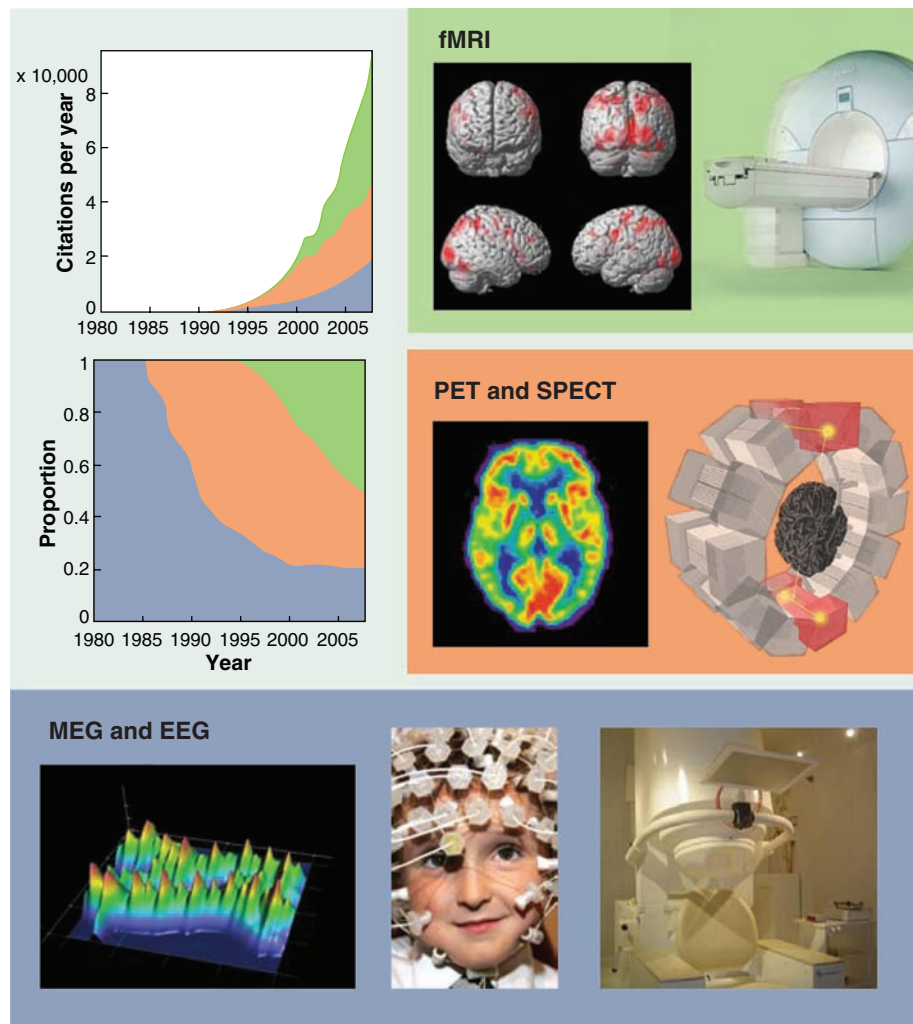 x 10,000
Citations per year
8
6
4
2
0
1980 1985 1990 1995 2000 2005
Proportion
1
0.8
0.6
0.4
0.2
0
1980 1985 1990 1995 2000 2005
Year
fMRI
PET and SPECT
MEG and EEG